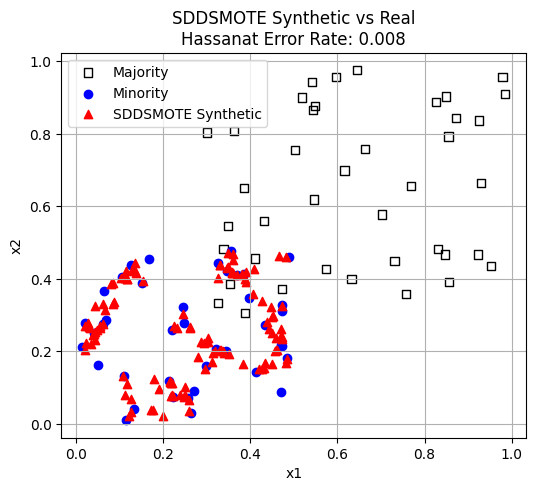 SDDSMOTE Synthetic vs Real
Hassanat Error Rate: 0.008
Majority
Minority
SDDSMOTE Synthetic
1.0
0.8
0.6
0.4
0.2
0.0
x2
0.0 0.2 0.4 0.6 0.8 1.0
x1